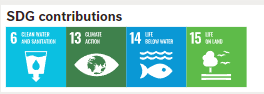 SDG contributions
6 CLEAN WATER
AND SANITATION
13 CLIMATE
ACTION
14 LIFE
BELOW WATER
15 LIFE
ON LAND